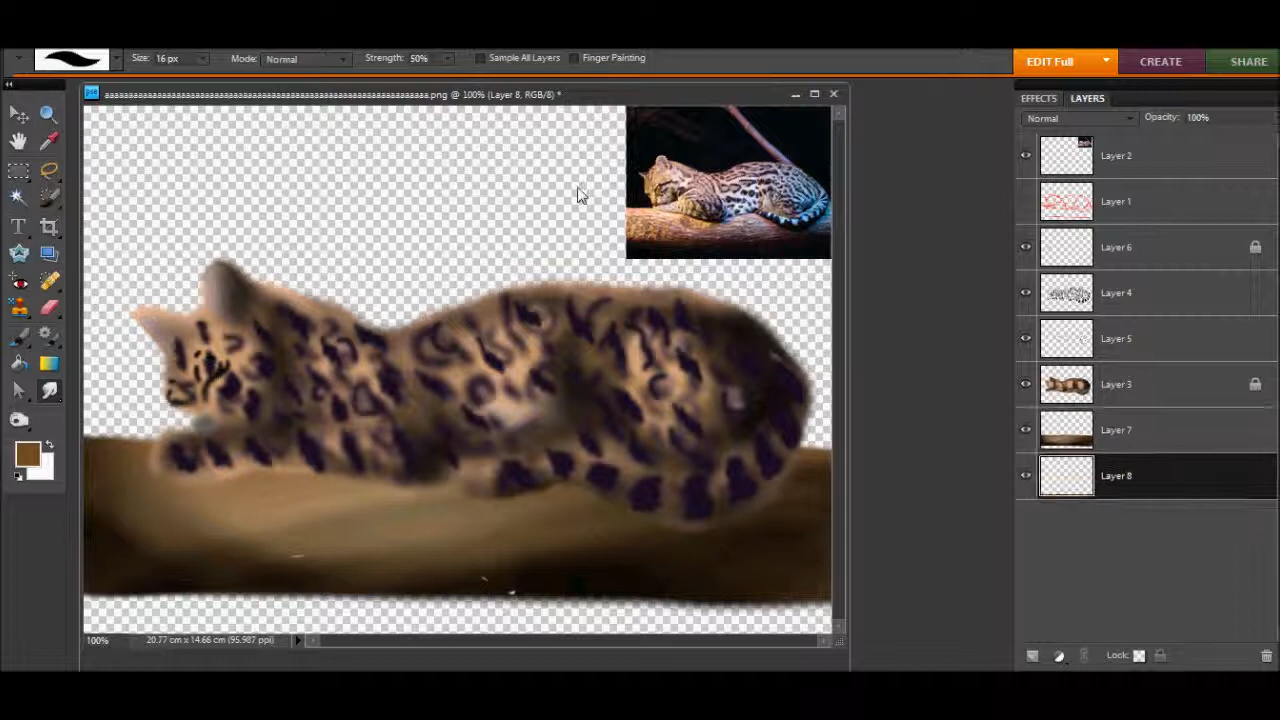 Size: 16 px Mode: Normal Strength: 50% Sample All Layers Finger Painting
EDIT Full CREATE SHARE
pse
EFFECTS LAYERS
Normal Opacity: 100%
Layer 2
Layer 1
Layer 6
Layer 4
Layer 5
Layer 3
Layer 7
Layer 8
100% 20.77 cm x 14.66 cm (95.987 ppi)
Lock: